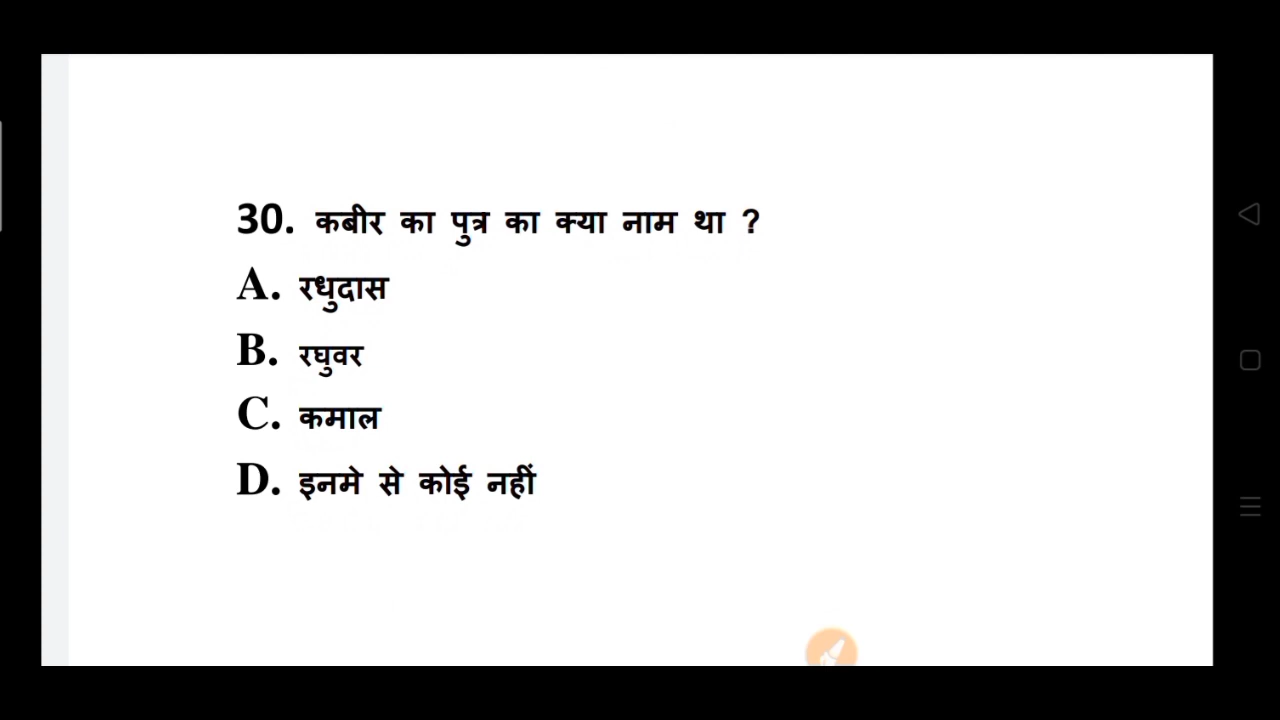 30. कबीर का पुत्र का क्या नाम था ?
A. रधुदास
B. रघुवर
C. कमाल
D. इनमे से कोई नहीं